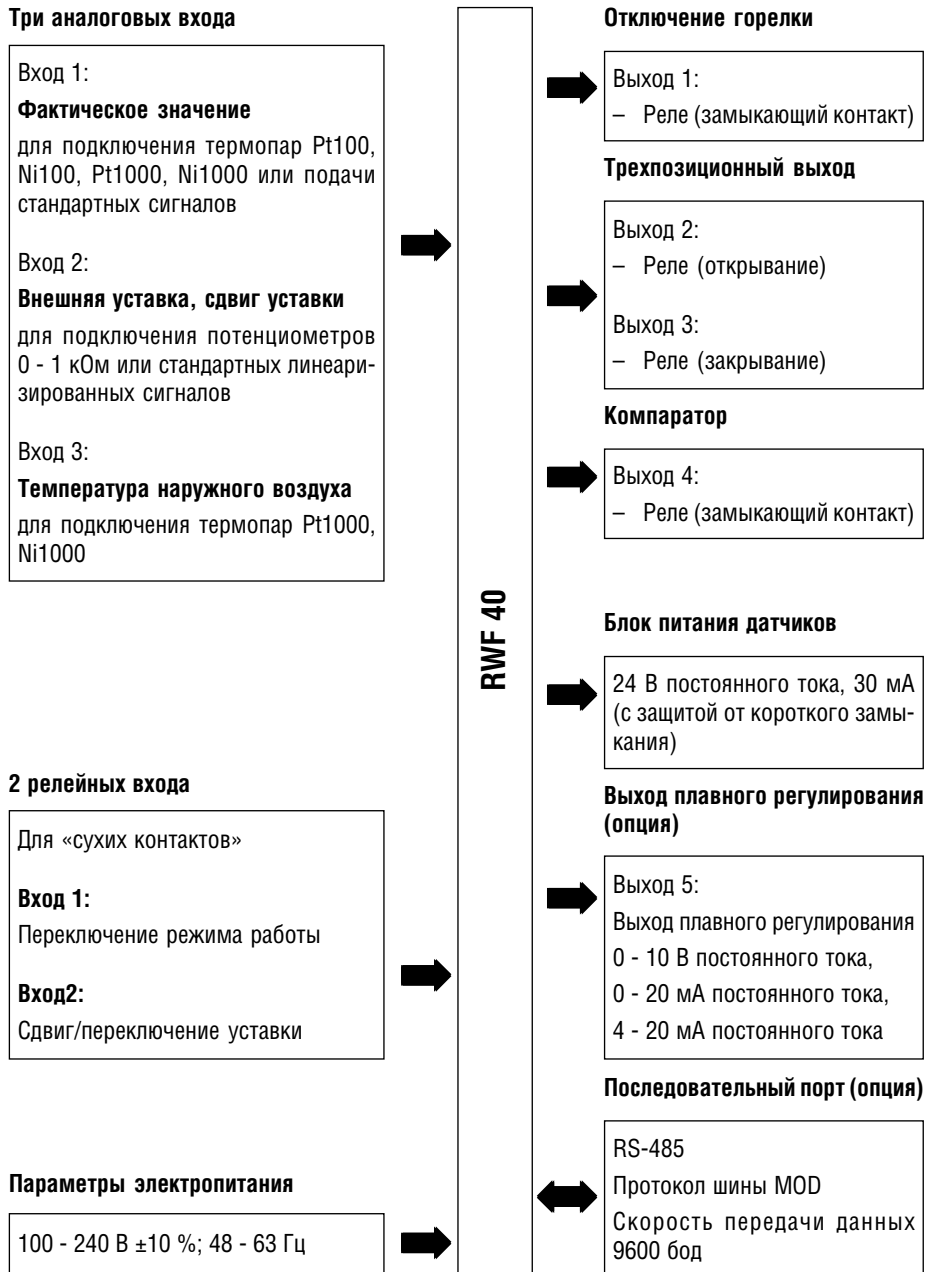 Три аналоговых входа
Вход 1:
Фактическое значение
для подключения термопар Pt100,
Ni100, Pt1000, Ni1000 или подачи
стандартных сигналов
Вход 2:
Внешняя уставка, сдвиг уставки
для подключения потенциометров
0 - 1 кОм или стандартных линеари-
зированных сигналов
Вход 3:
Температура наружного воздуха
для подключения термопар Pt1000,
Ni1000
2 релейных входа
Для «сухих контактов»
Вход 1:
Переключение режима работы
Вход2:
Сдвиг/переключение уставки
Параметры электропитания
100 - 240 В ±10 %; 48 - 63 Гц
RWF 40
Отключение горелки
Выход 1:
– Реле (замыкающий контакт)
Трехпозиционный выход
Выход 2:
– Реле (открывание)
Выход 3:
– Реле (закрывание)
Компаратор
Выход 4:
– Реле (замыкающий контакт)
Блок питания датчиков
24 В постоянного тока, 30 мА
(с защитой от короткого замы-
кания)
Выход плавного регулирования
(опция)
Выход 5:
Выход плавного регулирования
0 - 10 В постоянного тока,
0 - 20 мА постоянного тока,
4 - 20 мА постоянного тока
Последовательный порт (опция)
RS-485
Протокол шины MOD
Скорость передачи данных
9600 бод